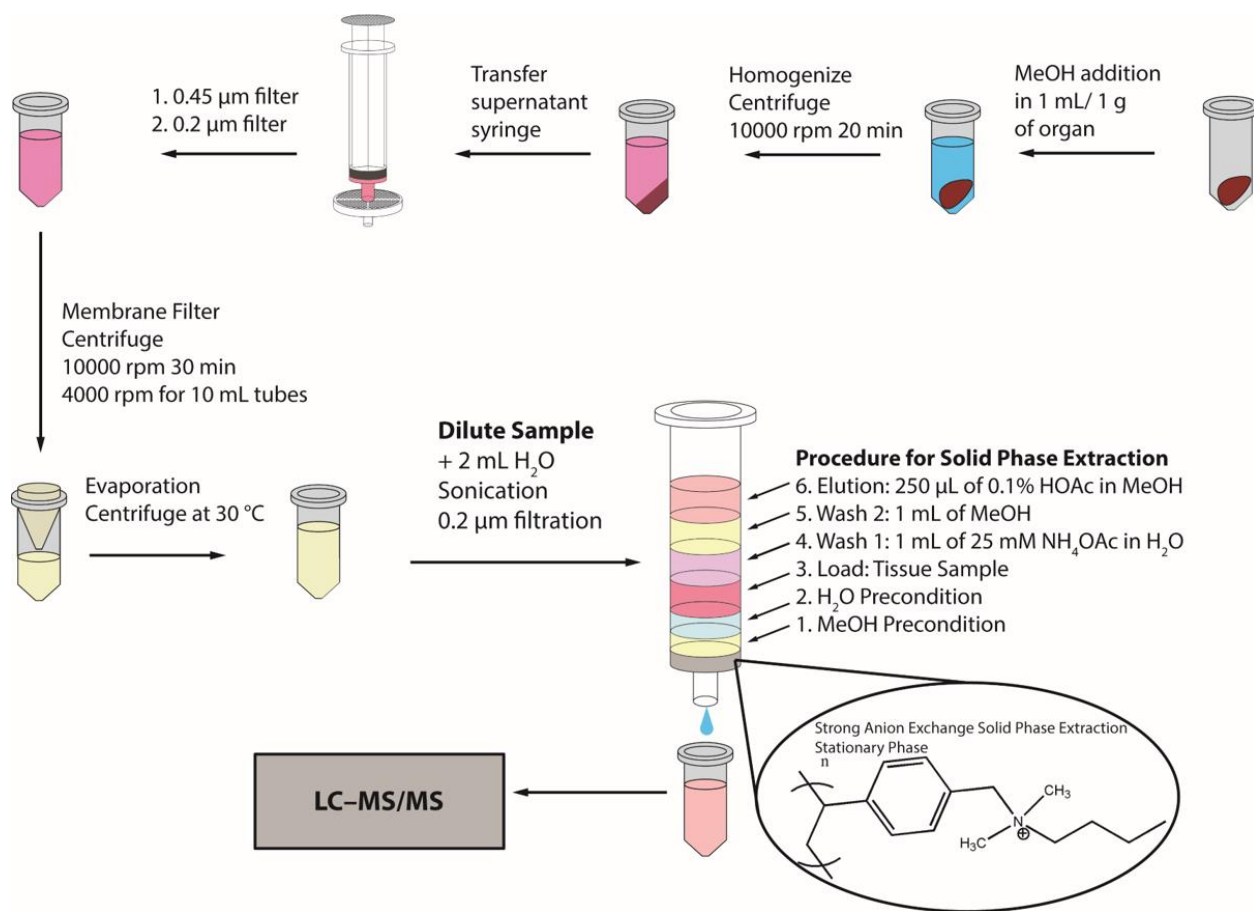 MeOH addition
in 1 mL/ 1 g
of organ
Homogenize
Centrifuge
10000 rpm 20 min
Transfer
supernatant
syringe
1. 0.45 µm filter
2. 0.2 µm filter
Membrane Filter
Centrifuge
10000 rpm 30 min
4000 rpm for 10 mL tubes
Evaporation
Centrifuge at 30 °C
Dilute Sample
+ 2 mL H₂O
Sonication
0.2 µm filtration
Procedure for Solid Phase Extraction
6. Elution: 250 µL of 0.1% HOAc in MeOH
5. Wash 2: 1 mL of MeOH
4. Wash 1: 1 mL of 25 mM NH₄OAc in H₂O
3. Load: Tissue Sample
2. H₂O Precondition
1. MeOH Precondition
Strong Anion Exchange Solid Phase Extraction
Stationary Phase
n
CH₃
N
⊕
H₃C
LC–MS/MS